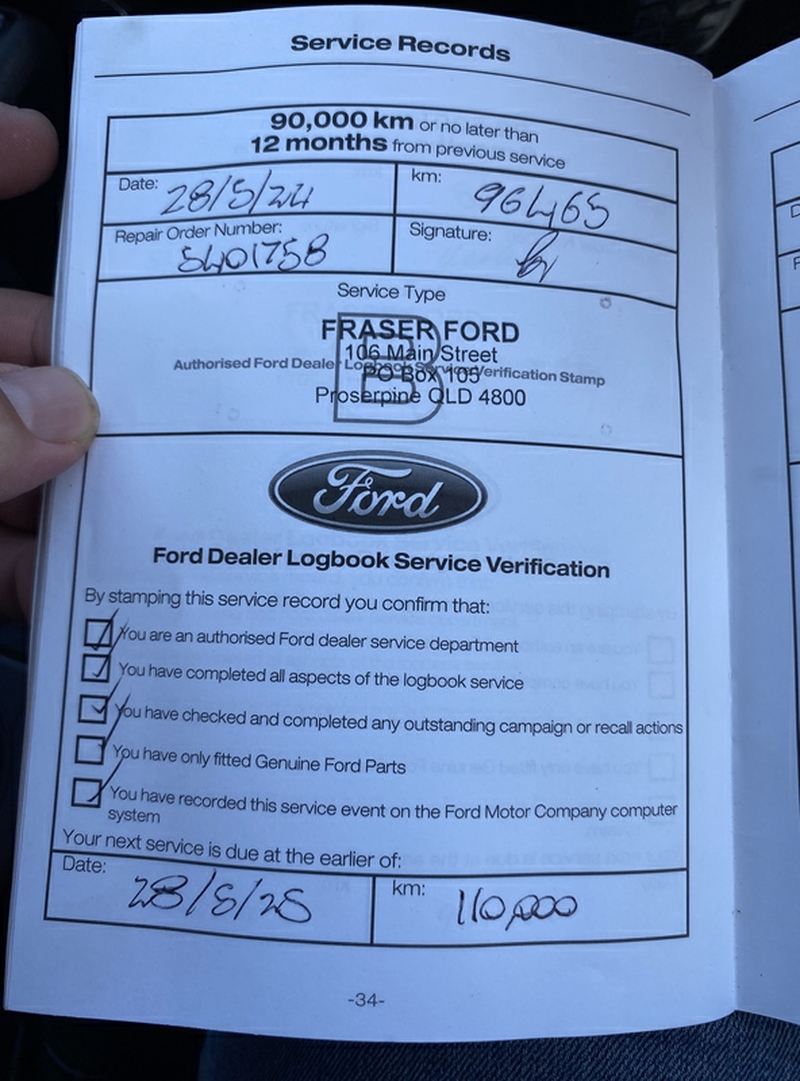 Service Records
90,000 km or no later than
12 months from previous service
Date: 28/5/24
km: 96465
Repair Order Number: 5401758
Signature:
Service Type
B
FRASER FORD
106 Main Street
Authorised Ford Dealer Logbook Service Verification Stamp
PO Box 105
Proserpine QLD 4800
Ford
Ford Dealer Logbook Service Verification
By stamping this service record you confirm that:
You are an authorised Ford dealer service department
You have completed all aspects of the logbook service
You have checked and completed any outstanding campaign or recall actions
You have only fitted Genuine Ford Parts
You have recorded this service event on the Ford Motor Company computer
system
Your next service is due at the earlier of:
Date: 28/5/25
km: 110,000
-34-